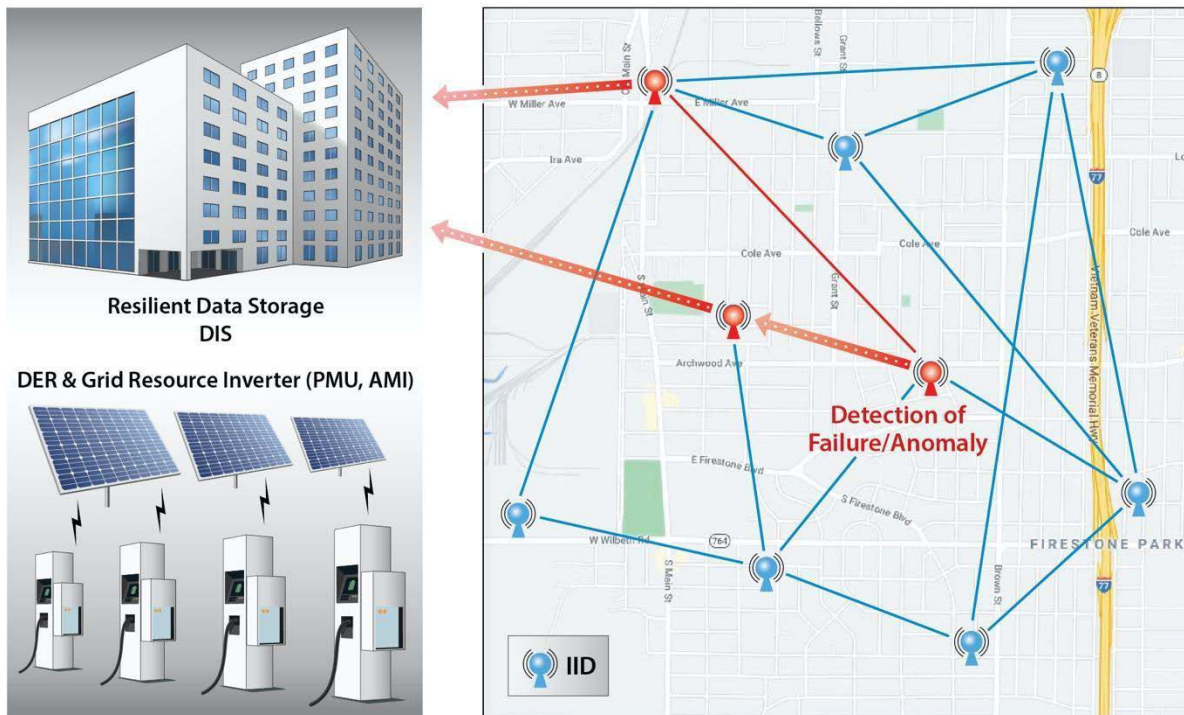 Resilient Data Storage
DIS
DER & Grid Resource Inverter (PMU, AMI)
Bellows St
Grant St
8
W Miller Ave
E Miller Ave
Ira Ave
77
Cole Ave
Cole Ave
Cole Ave
S Main St
Grant St
Vietnam Veterans Memorial Hwy
Archwood Ave
Detection of
Failure/Anomaly
E Firestone Blvd
S Firestone Blvd
W Wilbeth Rd
764
FIRESTONE PARK
S Main St
Brown St
77
IID